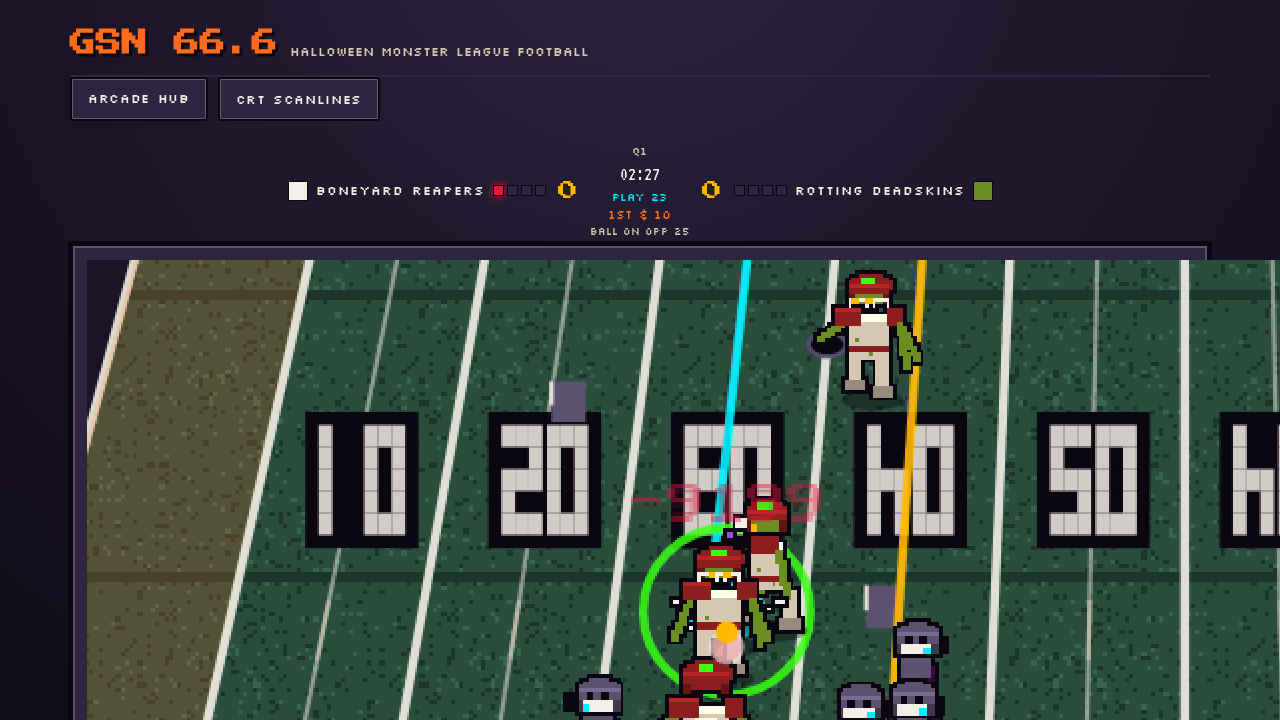 GSN 66.6
HALLOWEEN MONSTER LEAGUE FOOTBALL
ARCADE HUB
CRT SCANLINES
Q1
BONEYARD REAPERS 0
02:27
0 ROTTING DEADSKINS
PLAY 23
1ST & 10
BALL ON OPP 25
10 20 40 50